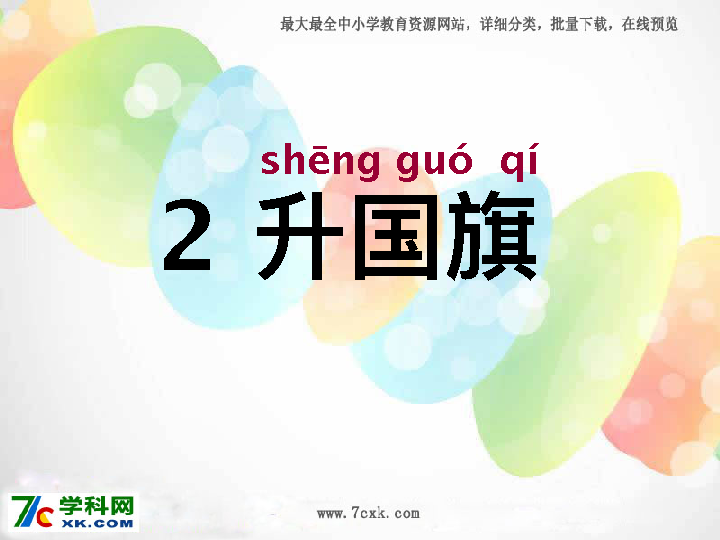 最大最全中小学教育资源网站，详细分类，批量下载，在线预览
shēng guó qí
2 升国旗
7c 学科网
XK.COM
www.7cxk.com